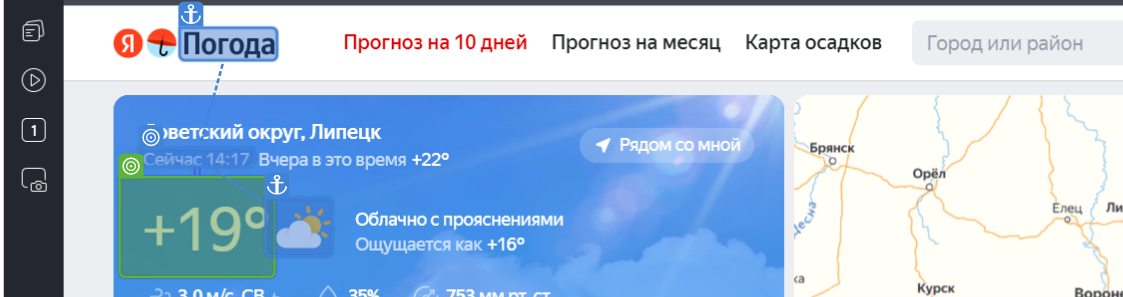 Я Погода
Прогноз на 10 дней
Прогноз на месяц
Карта осадков
Город или район
1
Советский округ, Липецк
Сейчас 14:17 Вчера в это время +22°
Рядом со мной
+19°
Облачно с прояснениями
Ощущается как +16°
3,0 м/с, СВ
35%
753 мм рт. ст.
Брянск
Орёл
Елец
Ли
Десна
ка
Курск
Вороне